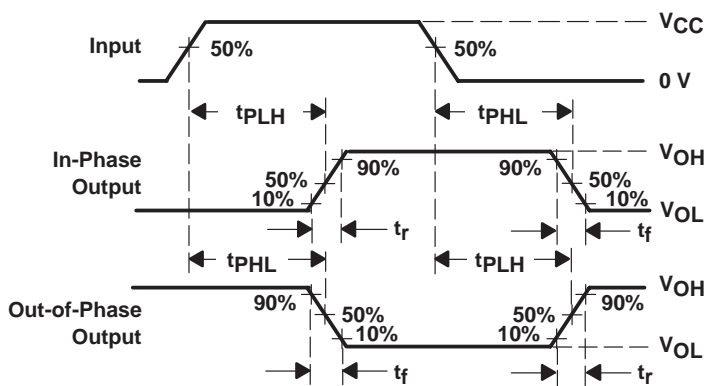 Input
50%
50%
VCC
0 V
tPLH
tPHL
In-Phase
Output
50%
10%
90%
90%
50%
10%
VOH
VOL
tr
tf
tPHL
tPLH
Out-of-Phase
Output
90%
50%
10%
10%
50%
90%
VOH
VOL
tf
tr